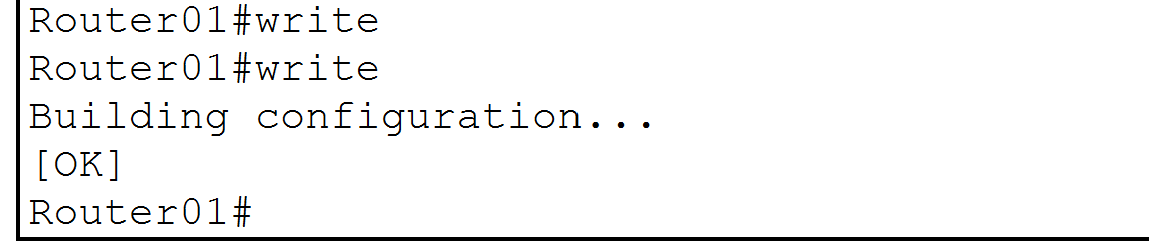 Router01#write
Router01#write
Building configuration...
[OK]
Router01#